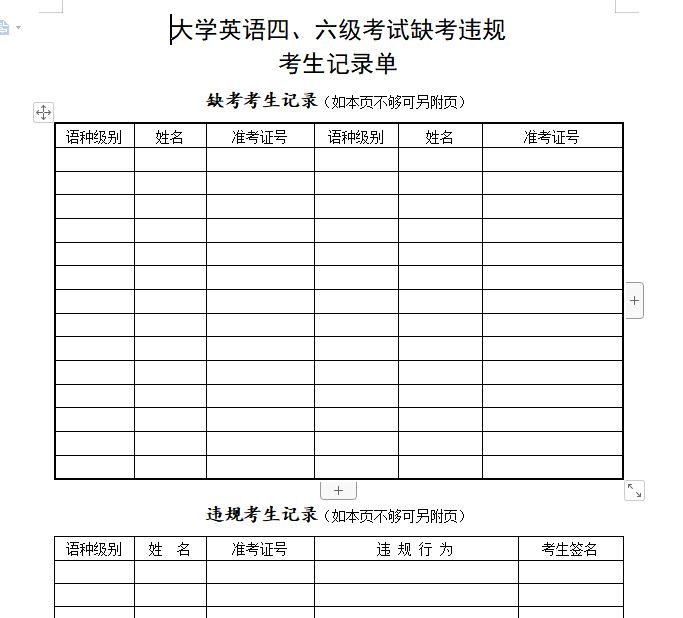 大学英语四、六级考试缺考违规
考生记录单
缺考考生记录（如本页不够可另附页）
语种级别 姓名 准考证号 语种级别 姓名 准考证号
违规考生记录（如本页不够可另附页）
语种级别 姓 名 准考证号 违 规 行 为 考生签名